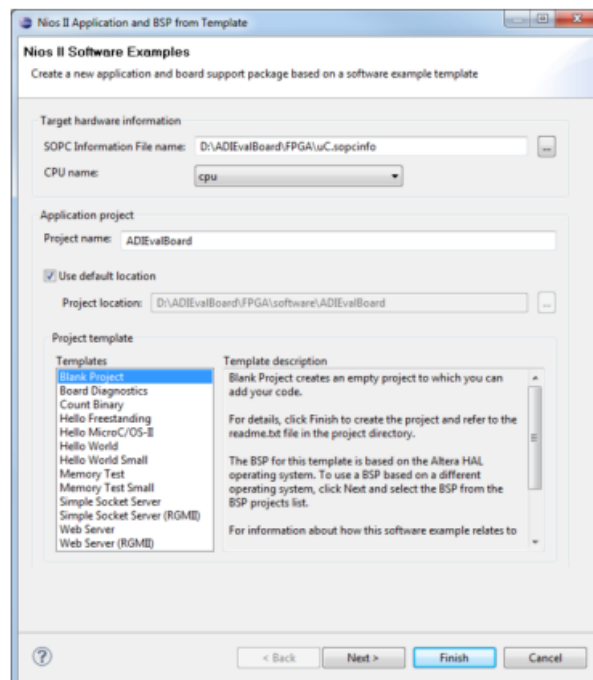 Nios II Application and BSP from Template
Nios II Software Examples
Create a new application and board support package based on a software example template
Target hardware information
SOPC Information File name: D:\ADIEvalBoard\FPGA\uC.sopcinfo ...
CPU name: cpu
Application project
Project name: ADIEvalBoard
Use default location
Project location: D:\ADIEvalBoard\FPGA\software\ADIEvalBoard ...
Project template
Templates
Blank Project
Board Diagnostics
Count Binary
Hello Freestanding
Hello MicroC/OS-II
Hello World
Hello World Small
Memory Test
Memory Test Small
Simple Socket Server
Simple Socket Server (RGMII)
Web Server
Web Server (RGMII)
Template description
Blank Project creates an empty project to which you can
add your code.
For details, click Finish to create the project and refer to the
readme.txt file in the project directory.
The BSP for this template is based on the Altera HAL
operating system. To use a BSP based on a different
operating system, click Next and select the BSP from the
BSP projects list.
For information about how this software example relates to
? < Back Next > Finish Cancel